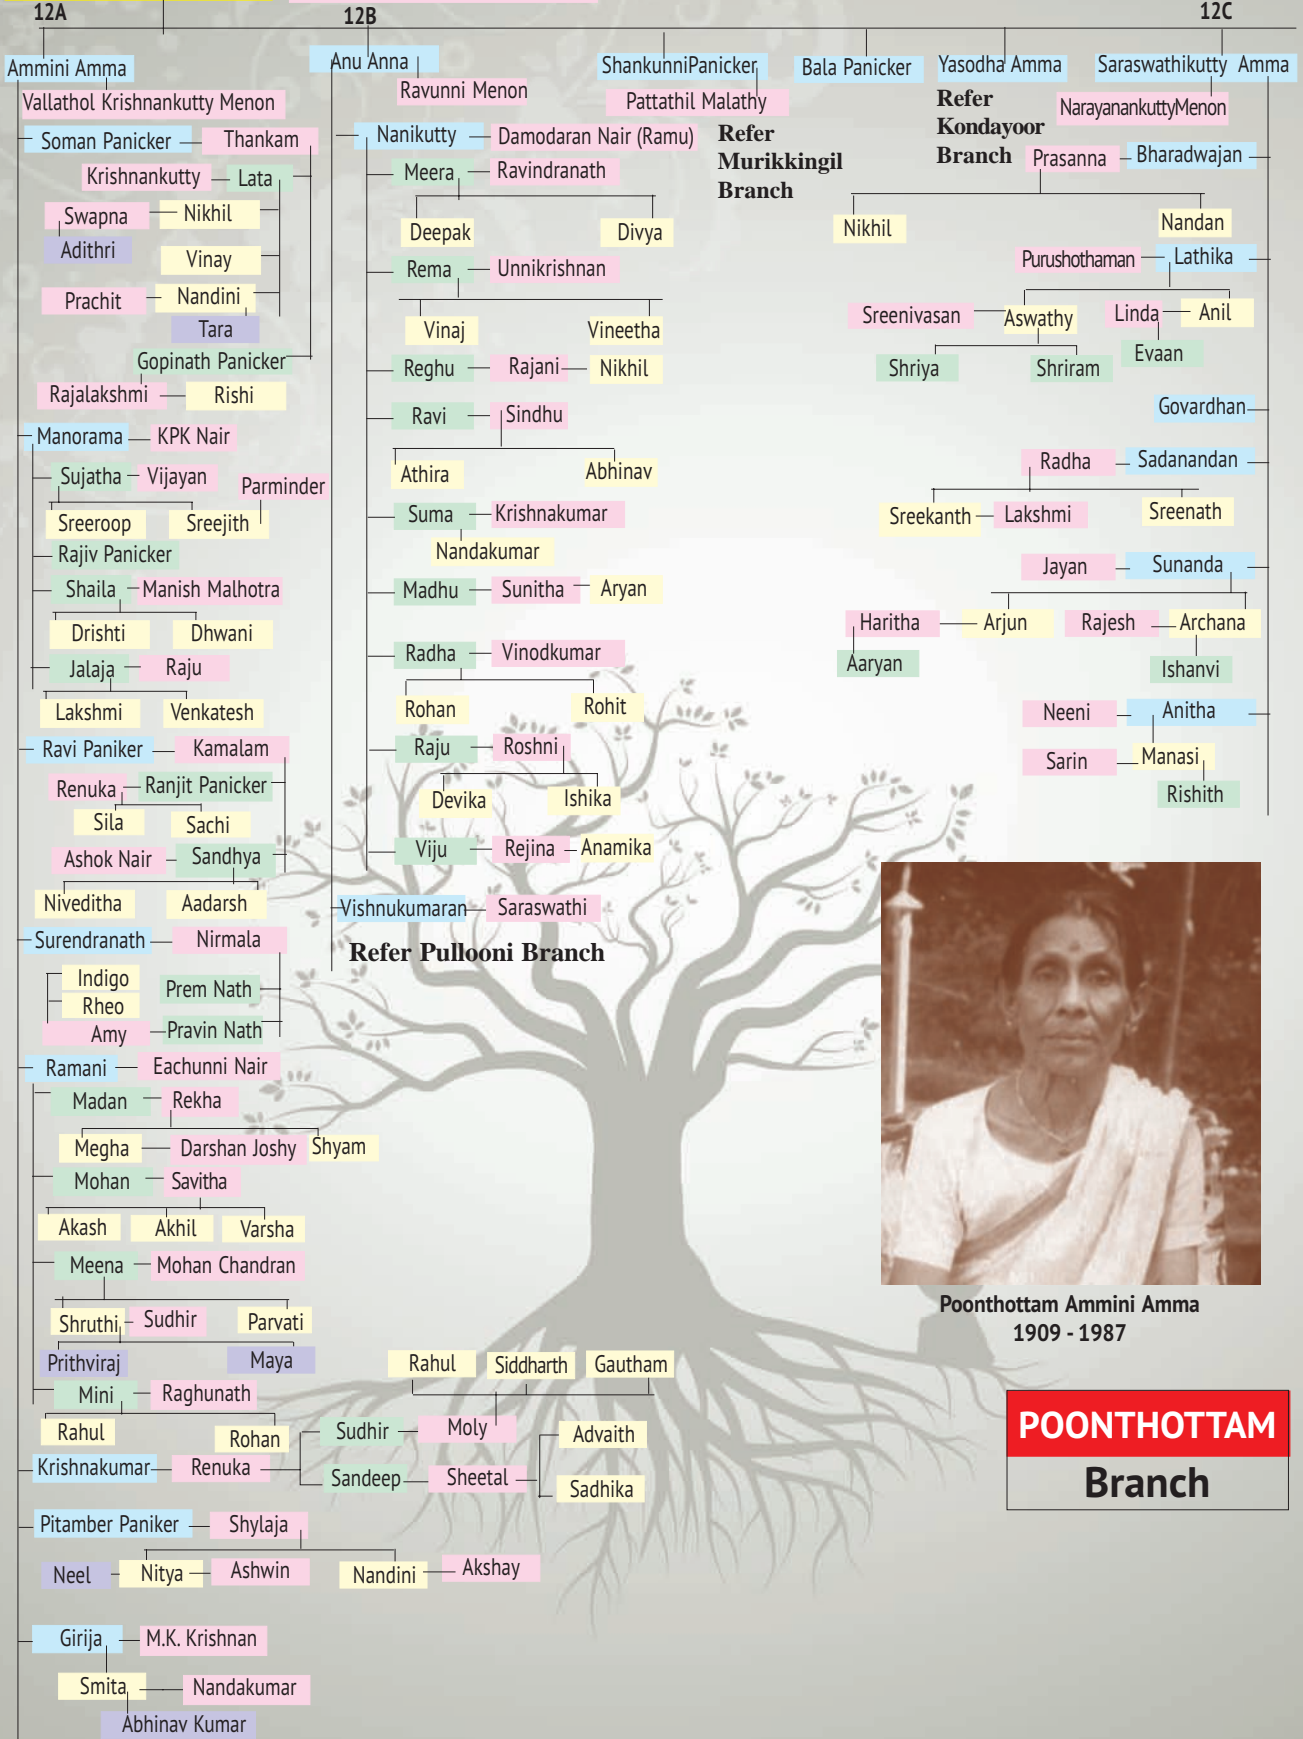 12A
12B
12C
Ammini Amma
Vallathol Krishnankutty Menon
Soman Panicker
Thankam
Krishnankutty
Lata
Swapna
Nikhil
Adithri
Vinay
Prachit
Nandini
Tara
Gopinath Panicker
Rajalakshmi
Rishi
Manorama
KPK Nair
Sujatha
Vijayan
Parminder
Sreeroop
Sreejith
Rajiv Panicker
Shaila
Manish Malhotra
Drishti
Dhwani
Jalaja
Raju
Lakshmi
Venkatesh
Ravi Paniker
Kamalam
Renuka
Ranjit Panicker
Sila
Sachi
Ashok Nair
Sandhya
Niveditha
Aadarsh
Surendranath
Nirmala
Indigo
Prem Nath
Rheo
Amy
Pravin Nath
Ramani
Eachunni Nair
Madan
Rekha
Megha
Darshan Joshy
Shyam
Mohan
Savitha
Akash
Akhil
Varsha
Meena
Mohan Chandran
Shruthi
Sudhir
Parvati
Prithviraj
Maya
Mini
Raghunath
Rahul
Rohan
Krishnakumar
Renuka
Sudhir
Moly
Rahul
Siddharth
Gautham
Sandeep
Sheetal
Advaith
Sadhika
Pitamber Paniker
Shylaja
Neel
Nitya
Ashwin
Nandini
Akshay
Girija
M.K. Krishnan
Smita
Nandakumar
Abhinav Kumar
Anu Anna
Ravunni Menon
Nanikutty
Damodaran Nair (Ramu)
Meera
Ravindranath
Deepak
Divya
Rema
Unnikrishnan
Vinaj
Vineetha
Reghu
Rajani
Nikhil
Ravi
Sindhu
Athira
Abhinav
Suma
Krishnakumar
Nandakumar
Madhu
Sunitha
Aryan
Radha
Vinodkumar
Rohan
Rohit
Raju
Roshni
Devika
Ishika
Viju
Rejina
Anamika
Vishnukumaran
Saraswathi
Refer Pullooni Branch
ShankunniPanicker
Pattathil Malathy
Refer
Murikkingil
Branch
Bala Panicker
Yasodha Amma
Refer
Kondayoor
Branch
Saraswathikutty Amma
NarayanankuttyMenon
Prasanna
Bharadwajan
Nikhil
Nandan
Purushothaman
Lathika
Sreenivasan
Aswathy
Linda
Anil
Shriya
Shriram
Evaan
Govardhan
Radha
Sadanandan
Sreekanth
Lakshmi
Sreenath
Jayan
Sunanda
Haritha
Arjun
Rajesh
Archana
Aaryan
Ishanvi
Neeni
Anitha
Sarin
Manasi
Rishith
Poonthottam Ammini Amma
1909 - 1987
POONTHOTTAM
Branch